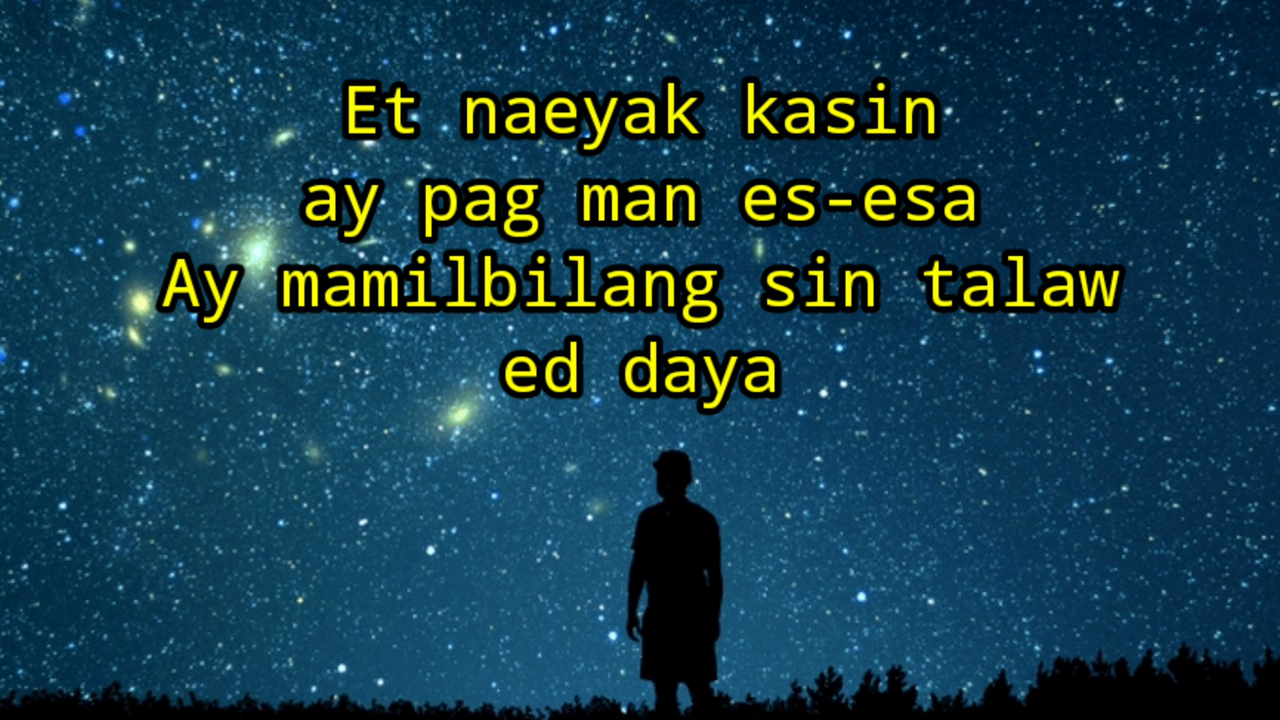 Et naeyak kasin
ay pag man es-esa
Ay mamilbilang sin talaw
ed daya